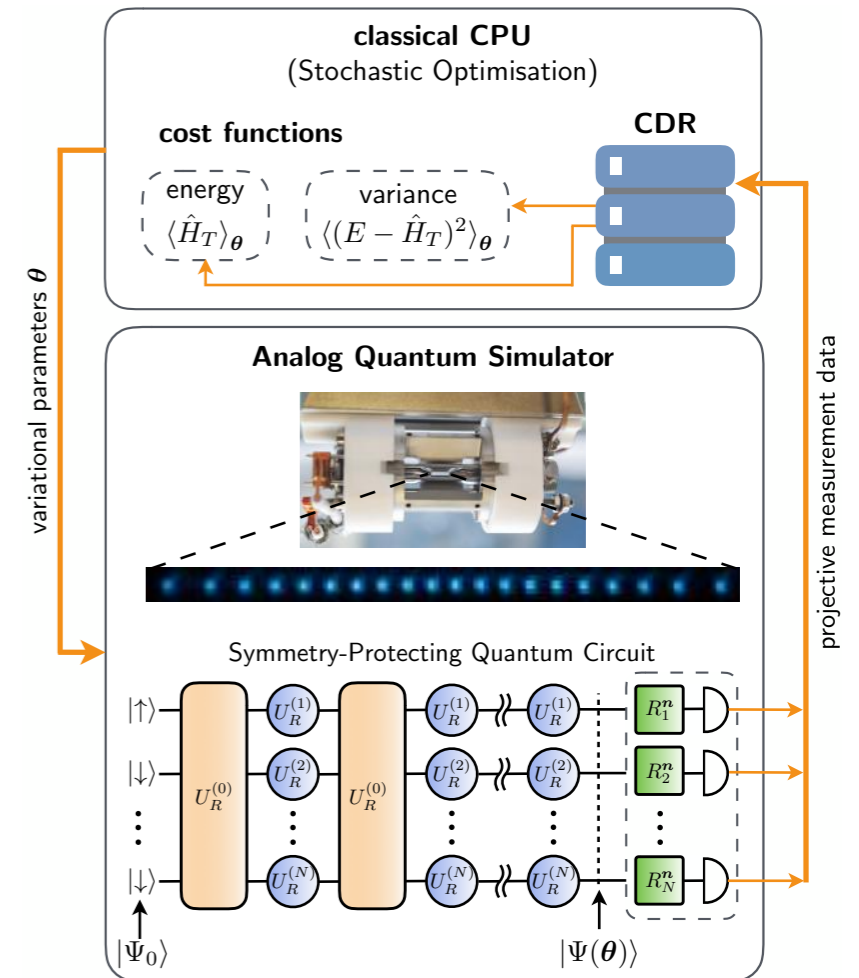 classical CPU
(Stochastic Optimisation)
cost functions
CDR
energy
⟨Ĥ_T⟩_θ
variance
⟨(E − Ĥ_T)²⟩_θ
variational parameters θ
projective measurement data
Analog Quantum Simulator
Symmetry-Protecting Quantum Circuit
|↑⟩ U_R^(1) U_R^(1) U_R^(1) R_1^n
|↓⟩ U_R^(2) U_R^(2) U_R^(2) R_2^n
U_R^(0) U_R^(0)
⋮ ⋮ ⋮ ⋮ ⋮
|↓⟩ U_R^(N) U_R^(N) U_R^(N) R_N^n
|Ψ₀⟩ |Ψ(θ)⟩